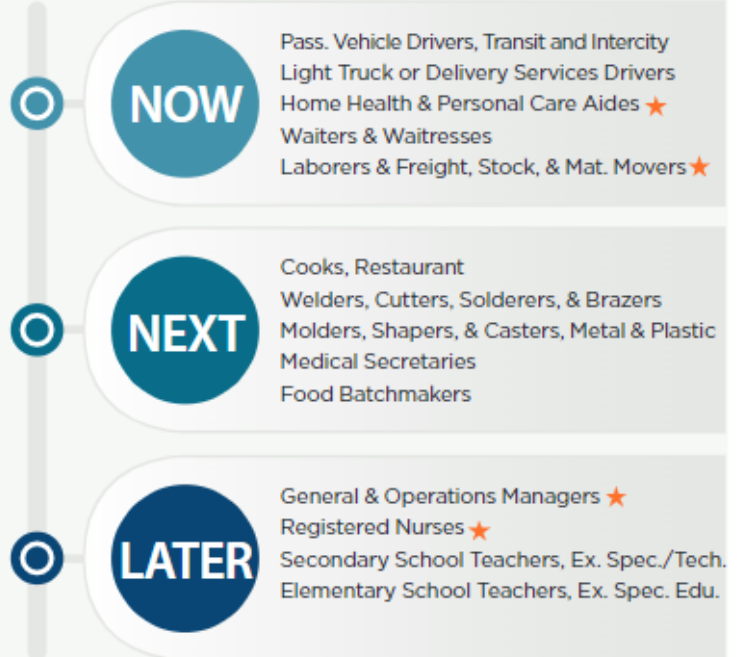 NOW
Pass. Vehicle Drivers, Transit and Intercity
Light Truck or Delivery Services Drivers
Home Health & Personal Care Aides ★
Waiters & Waitresses
Laborers & Freight, Stock, & Mat. Movers ★
NEXT
Cooks, Restaurant
Welders, Cutters, Solderers, & Brazers
Molders, Shapers, & Casters, Metal & Plastic
Medical Secretaries
Food Batchmakers
LATER
General & Operations Managers ★
Registered Nurses ★
Secondary School Teachers, Ex. Spec./Tech.
Elementary School Teachers, Ex. Spec. Edu.